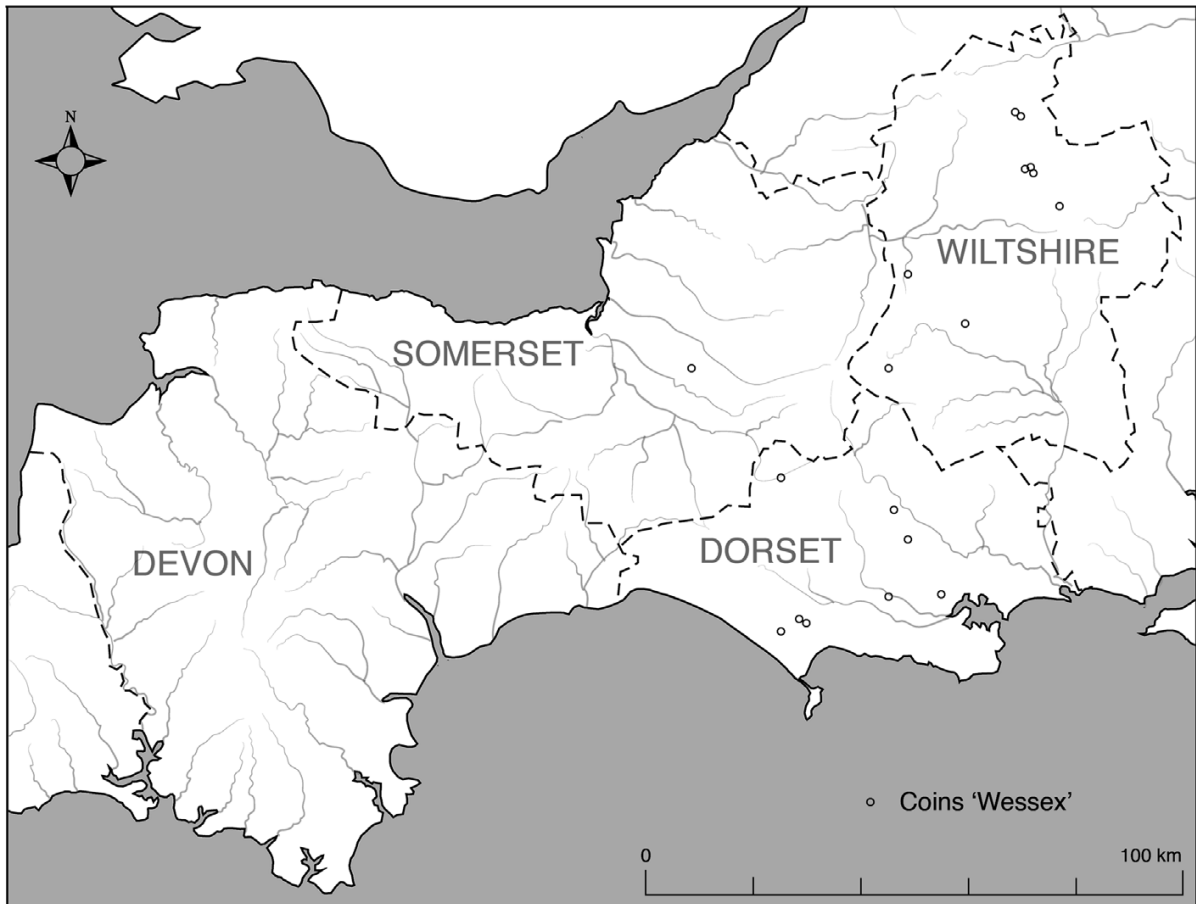 N
WILTSHIRE
SOMERSET
DEVON
DORSET
Coins ‘Wessex’
0
100 km